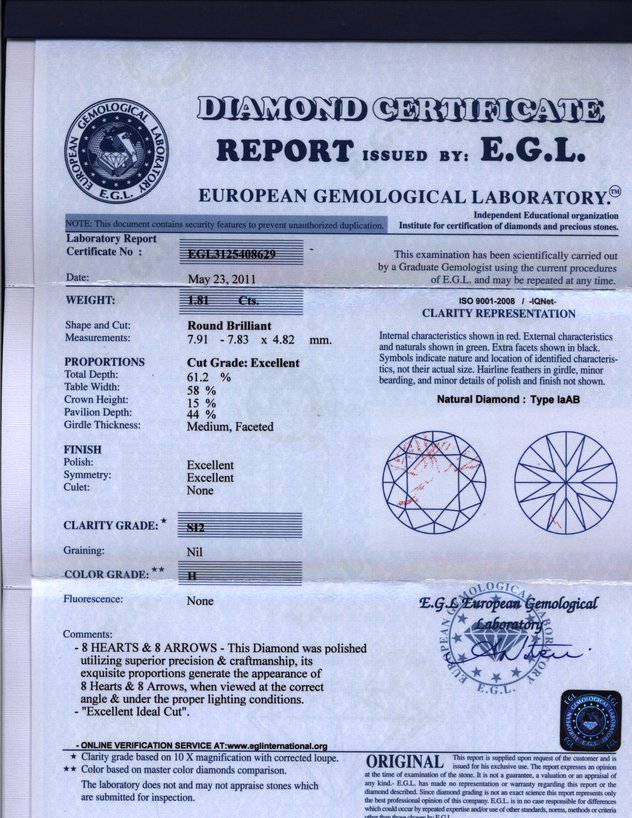 DIAMOND CERTIFICATE
REPORT ISSUED BY: E.G.L.
EUROPEAN GEMOLOGICAL LABORATORY.™
EUROPEAN GEMOLOGICAL LABORATORY
E.G.L.
NOTE: This document contains security features to prevent unauthorized duplication.
Independent Educational organization
Institute for certification of diamonds and precious stones.
Laboratory Report
Certificate No : EGL3125408629
Date: May 23, 2011
This examination has been scientifically carried out
by a Graduate Gemologist using the current procedures
of E.G.L. and may be repeated at any time.
WEIGHT: 1.81 Cts.
Shape and Cut: Round Brilliant
Measurements: 7.91 - 7.83 x 4.82 mm.
PROPORTIONS Cut Grade: Excellent
Total Depth: 61.2 %
Table Width: 58 %
Crown Height: 15 %
Pavilion Depth: 44 %
Girdle Thickness: Medium, Faceted
FINISH
Polish: Excellent
Symmetry: Excellent
Culet: None
CLARITY GRADE: * SI2
Graining: Nil
COLOR GRADE: ** H
Fluorescence: None
ISO 9001-2008 / -IQNet-
CLARITY REPRESENTATION
Internal characteristics shown in red. External characteristics
and naturals shown in green. Extra facets shown in black.
Symbols indicate nature and location of identified characteris-
tics, not their actual size. Hairline feathers in girdle, minor
bearding, and minor details of polish and finish not shown.
Natural Diamond : Type IaAB
E.G.L European Gemological
Laboratory
EUROPEAN GEMOLOGICAL LABORATORY
E.G.L.
Comments:
- 8 HEARTS & 8 ARROWS - This Diamond was polished
utilizing superior precision & craftmanship, its
exquisite proportions generate the appearance of
8 Hearts & 8 Arrows, when viewed at the correct
angle & under the proper lighting conditions.
- "Excellent Ideal Cut".
- ONLINE VERIFICATION SERVICE AT:www.eglinternational.org
* Clarity grade based on 10 X magnification with corrected loupe.
** Color based on master color diamonds comparison.
The laboratory does not and may not appraise stones which
are submitted for inspection.
ORIGINAL This report is supplied upon request of the customer and is
issued for his exclusive use. The report expresses an opinion
at the time of examination of the stone. It is not a guarantee, a valuation or an appraisal of
any kind.- E.G.L. has made no representation or warranty regarding this report or the
diamond described. Since diamond grading is not an exact science this report represents only
the best professional opinion of this company. E.G.L. is in no case responsible for differences
which could occur by repeated expertise and/or use of other standards, norms, methods or criteria
other than those chosen by E.G.L.